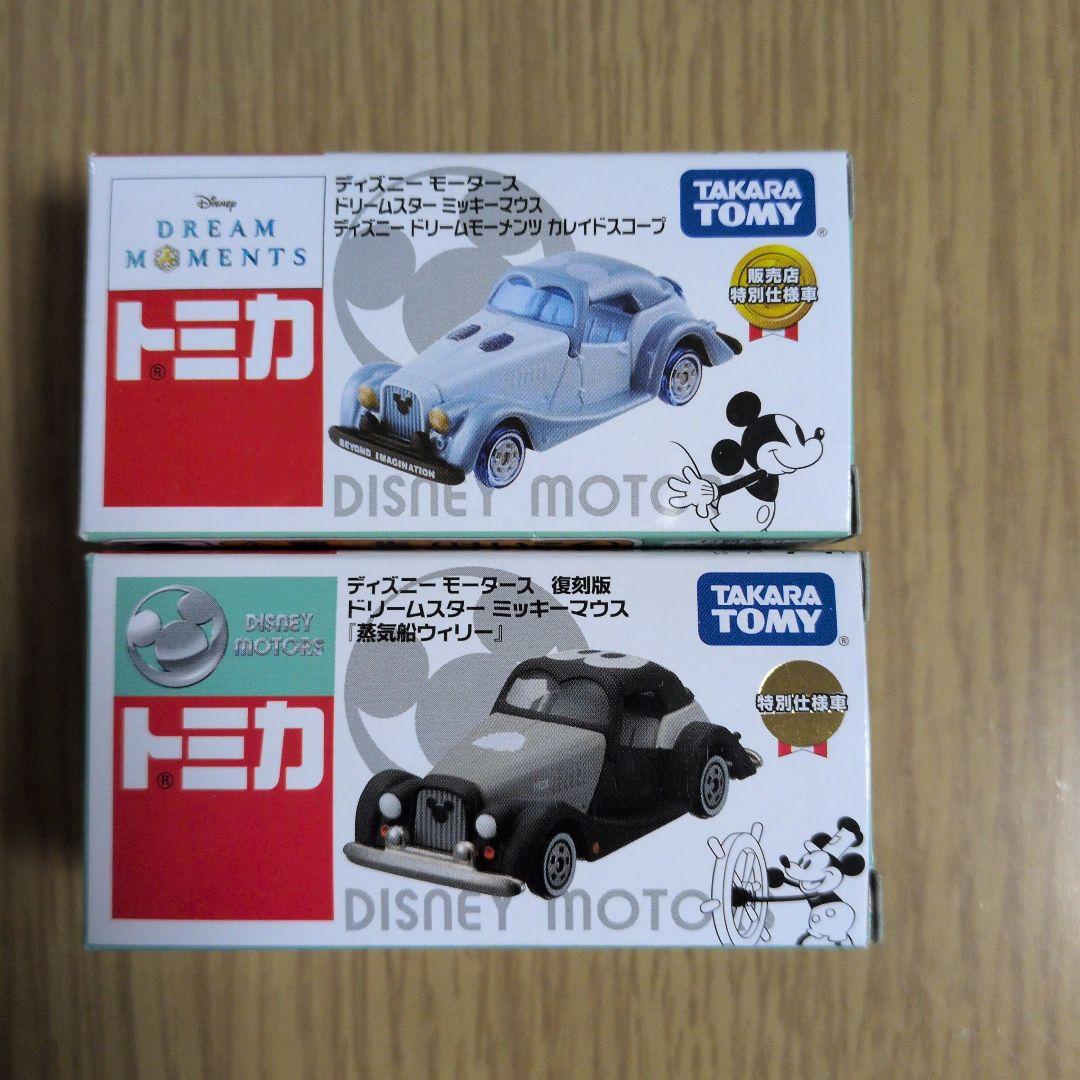 Disney
DREAM
MOMENTS
トミカ
®
ディズニー モータース
ドリームスター ミッキーマウス
ディズニー ドリームモーメンツ カレイドスコープ
TAKARA
TOMY
®
販売店
特別仕様車
BEYOND IMAGINATION
DISNEY MOTORS
DISNEY
MOTORS
トミカ
®
ディズニー モータース 復刻版
ドリームスター ミッキーマウス
『蒸気船ウィリー』
TAKARA
TOMY
®
特別仕様車
DISNEY MOTORS